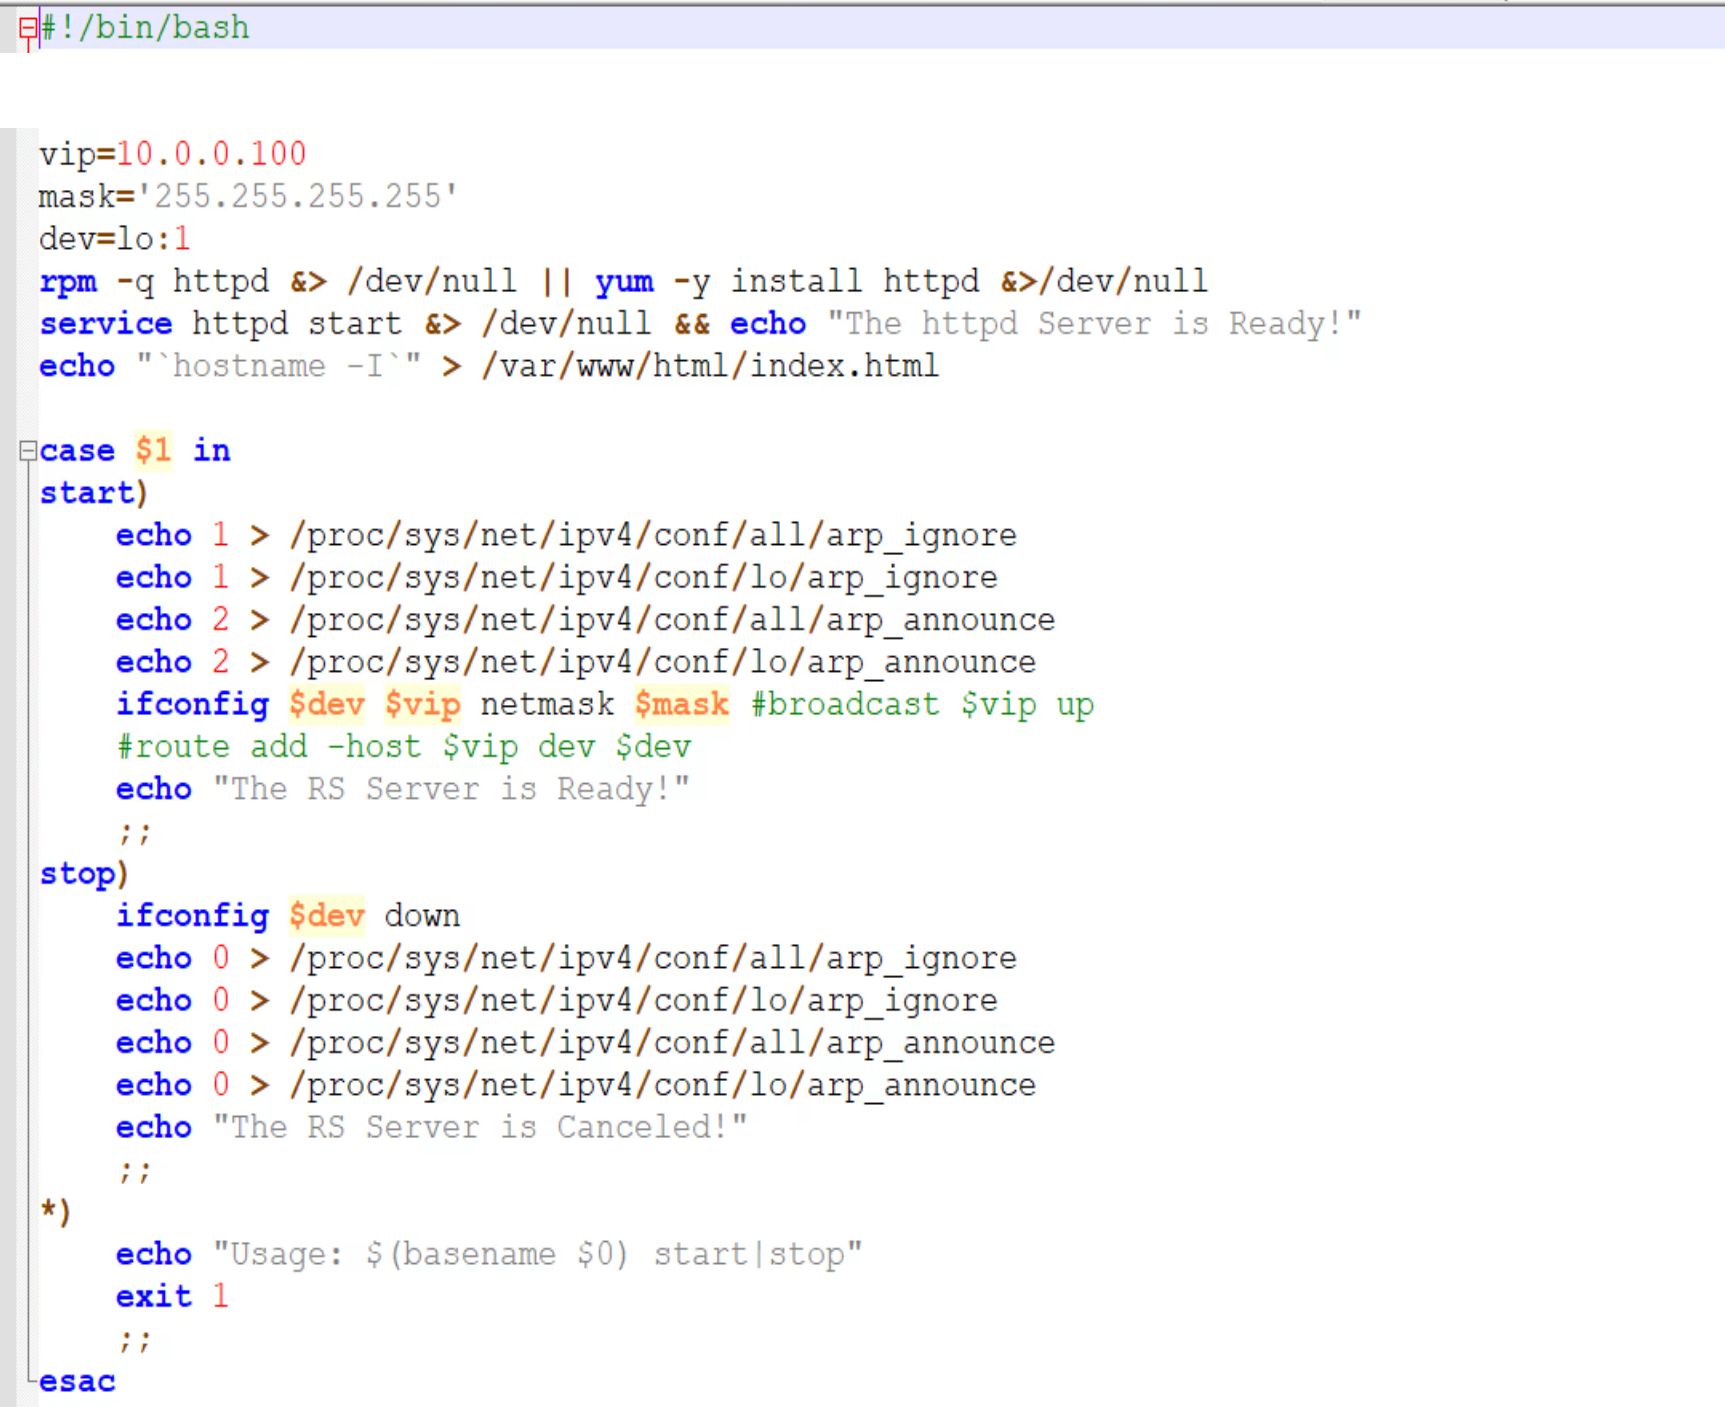 #!/bin/bash
vip=10.0.0.100
mask='255.255.255.255'
dev=lo:1
rpm -q httpd &> /dev/null || yum -y install httpd &>/dev/null
service httpd start &> /dev/null && echo "The httpd Server is Ready!"
echo "`hostname -I`" > /var/www/html/index.html
case $1 in
start)
    echo 1 > /proc/sys/net/ipv4/conf/all/arp_ignore
    echo 1 > /proc/sys/net/ipv4/conf/lo/arp_ignore
    echo 2 > /proc/sys/net/ipv4/conf/all/arp_announce
    echo 2 > /proc/sys/net/ipv4/conf/lo/arp_announce
    ifconfig $dev $vip netmask $mask #broadcast $vip up
    #route add -host $vip dev $dev
    echo "The RS Server is Ready!"
    ;;
stop)
    ifconfig $dev down
    echo 0 > /proc/sys/net/ipv4/conf/all/arp_ignore
    echo 0 > /proc/sys/net/ipv4/conf/lo/arp_ignore
    echo 0 > /proc/sys/net/ipv4/conf/all/arp_announce
    echo 0 > /proc/sys/net/ipv4/conf/lo/arp_announce
    echo "The RS Server is Canceled!"
    ;;
*)
    echo "Usage: $(basename $0) start|stop"
    exit 1
    ;;
esac